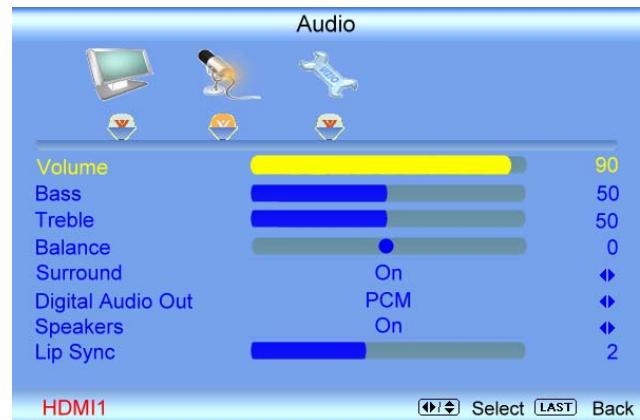 Audio
Volume 90
Bass 50
Treble 50
Balance 0
Surround On
Digital Audio Out PCM
Speakers On
Lip Sync 2
HDMI1 Select LAST Back